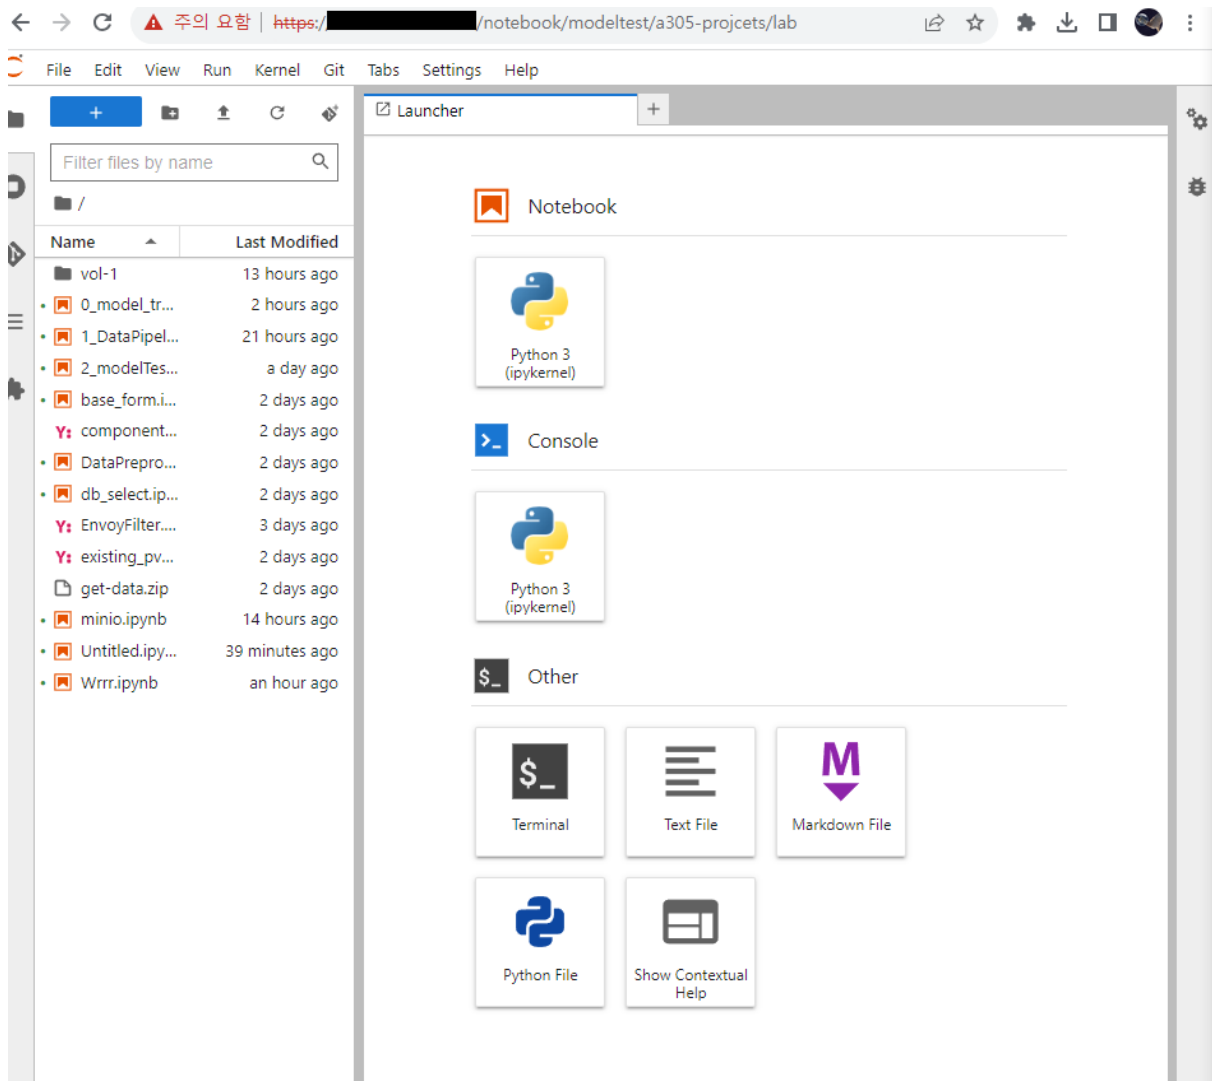 주의 요함 | https:/ /notebook/modeltest/a305-projcets/lab
File Edit View Run Kernel Git Tabs Settings Help
+
Launcher
+
Filter files by name
/
Name Last Modified
vol-1 13 hours ago
0_model_tr... 2 hours ago
1_DataPipel... 21 hours ago
2_modelTes... a day ago
base_form.i... 2 days ago
Y: component... 2 days ago
DataPrepro... 2 days ago
db_select.ip... 2 days ago
Y: EnvoyFilter.... 3 days ago
Y: existing_pv... 2 days ago
get-data.zip 2 days ago
minio.ipynb 14 hours ago
Untitled.ipy... 39 minutes ago
Wrrr.ipynb an hour ago
Notebook
Python 3
(ipykernel)
Console
Python 3
(ipykernel)
$_ Other
$_
Terminal
Text File
M
Markdown File
Python File
Show Contextual
Help